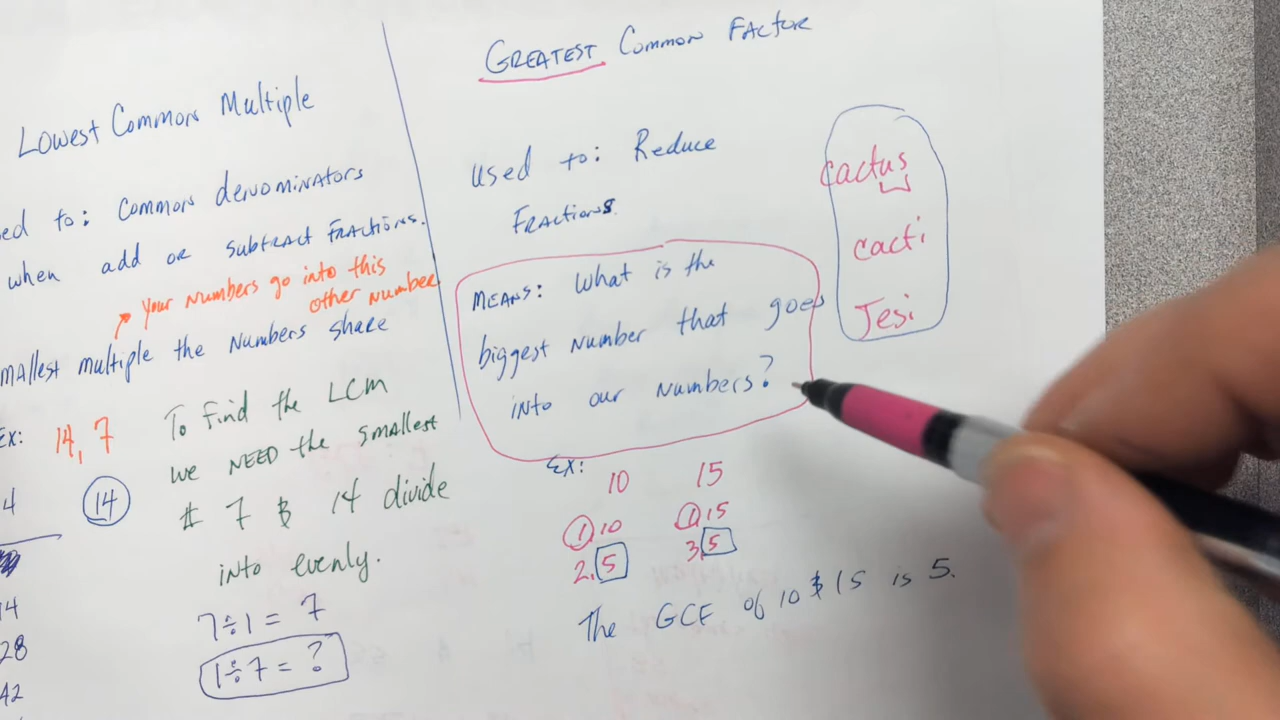 Lowest Common Multiple
ed to: Common denominators
when add or subtract fractions.
Your numbers go into this
other number
mallest multiple the numbers share
Ex: 14, 7
4
14
14
28
42
To find the LCM
we need the smallest
# 7 & 14 divide
into evenly.
7÷1 = 7
1÷7 = ?
Greatest Common Factor
Used to: Reduce
Fractions.
Means: What is the
biggest number that goes
into our numbers?
Ex:
10 15
1, 10 1, 15
2, 5 3, 5
The GCF of 10 & 15 is 5.
cactus
cacti
Jesi